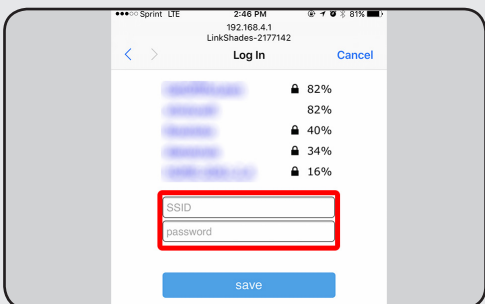 Sprint LTE 2:46 PM 81%
192.168.4.1
LinkShades-2177142
Log In Cancel
82%
82%
40%
34%
16%
SSID
password
save